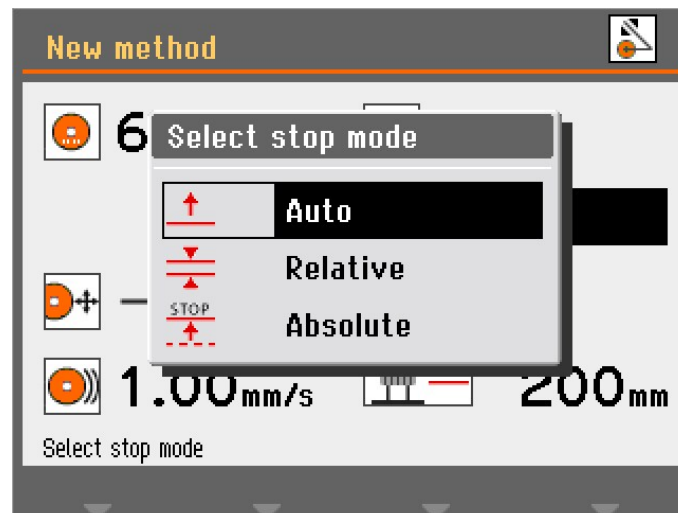 New method
6
Select stop mode
Auto
Relative
STOP
Absolute
1.00mm/s
200mm
Select stop mode